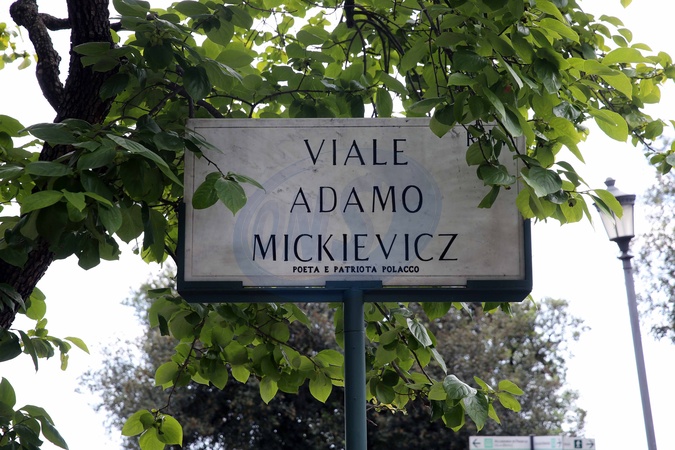 VIALE
ADAMO
MICKIEVICZ
POETA E PATRIOTA POLACCO